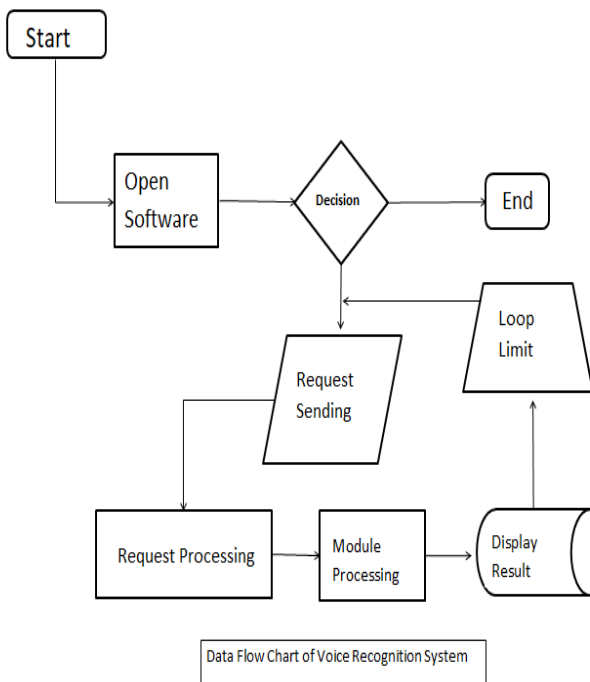 Start
Open
Software
Decision
End
Loop
Limit
Request
Sending
Request Processing
Module
Processing
Display
Result
Data Flow Chart of Voice Recognition System